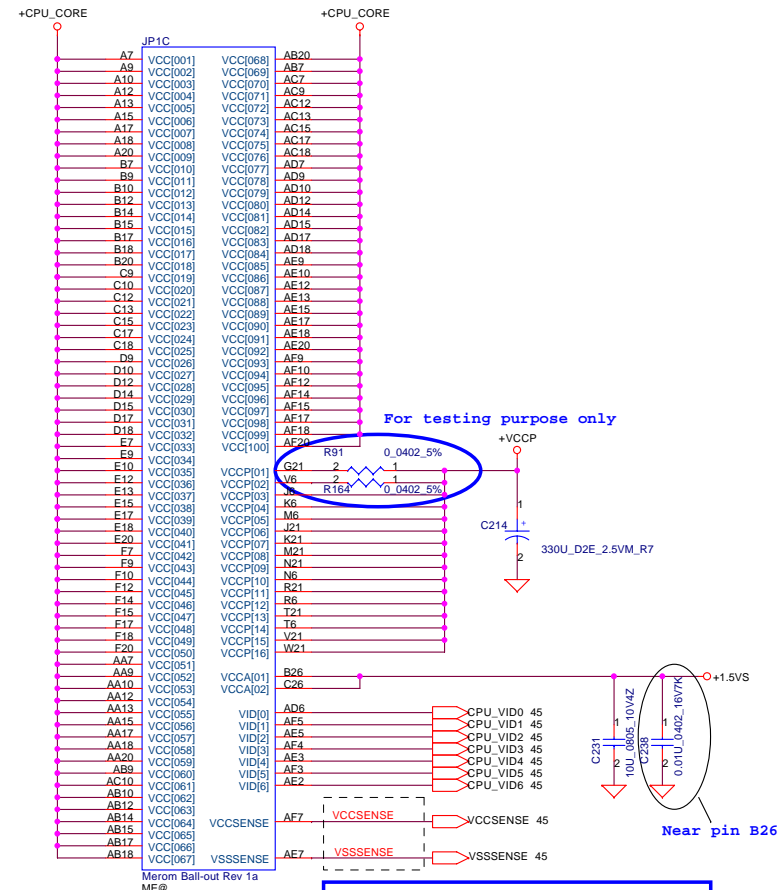 +CPU_CORE +CPU_CORE
JP1C
A7 VCC[001] VCC[068] AB20
A9 VCC[002] VCC[069] AB7
A10 VCC[003] VCC[070] AC7
A12 VCC[004] VCC[071] AC9
A13 VCC[005] VCC[072] AC12
A15 VCC[006] VCC[073] AC13
A17 VCC[007] VCC[074] AC15
A18 VCC[008] VCC[075] AC17
A20 VCC[009] VCC[076] AC18
B7 VCC[010] VCC[077] AD7
B9 VCC[011] VCC[078] AD9
B10 VCC[012] VCC[079] AD10
B12 VCC[013] VCC[080] AD12
B14 VCC[014] VCC[081] AD14
B15 VCC[015] VCC[082] AD15
B17 VCC[016] VCC[083] AD17
B18 VCC[017] VCC[084] AD18
B20 VCC[018] VCC[085] AE9
C9 VCC[019] VCC[086] AE10
C10 VCC[020] VCC[087] AE12
C12 VCC[021] VCC[088] AE13
C13 VCC[022] VCC[089] AE15
C15 VCC[023] VCC[090] AE17
C17 VCC[024] VCC[091] AE18
C18 VCC[025] VCC[092] AE20
D9 VCC[026] VCC[093] AF9
D10 VCC[027] VCC[094] AF10
D12 VCC[028] VCC[095] AF12
D14 VCC[029] VCC[096] AF14
D15 VCC[030] VCC[097] AF15
D17 VCC[031] VCC[098] AF17
D18 VCC[032] VCC[099] AF18
E7 VCC[033] VCC[100] AF20
For testing purpose only
+VCCP
E9 VCC[034]
R91 0_0402_5%
E10 VCC[035] VCCP[01] G21 2 1
E12 VCC[036] VCCP[02] V6 2 1
R164 0_0402_5%
E13 VCC[037] VCCP[03] J6
E15 VCC[038] VCCP[04] K6
E17 VCC[039] VCCP[05] M6
E18 VCC[040] VCCP[06] J21
E20 VCC[041] VCCP[07] K21
F7 VCC[042] VCCP[08] M21
F9 VCC[043] VCCP[09] N21
F10 VCC[044] VCCP[10] N6
F12 VCC[045] VCCP[11] R21
F14 VCC[046] VCCP[12] R6
F15 VCC[047] VCCP[13] T21
F17 VCC[048] VCCP[14] T6
F18 VCC[049] VCCP[15] V21
F20 VCC[050] VCCP[16] W21
1
C214 +
330U_D2E_2.5VM_R7
2
AA7 VCC[051]
AA9 VCC[052] VCCA[01] B26
AA10 VCC[053] VCCA[02] C26
+1.5VS
AA12 VCC[054]
AA13 VCC[055] VID[0] AD6 CPU_VID0 45
AA15 VCC[056] VID[1] AF5 CPU_VID1 45
AA17 VCC[057] VID[2] AE5 CPU_VID2 45
AA18 VCC[058] VID[3] AF4 CPU_VID3 45
AA20 VCC[059] VID[4] AE3 CPU_VID4 45
AB9 VCC[060] VID[5] AF3 CPU_VID5 45
AC10 VCC[061] VID[6] AE2 CPU_VID6 45
1 1
C231
10U_0805_10V4Z
C238
0.01U_0402_16V7K
2 2
Near pin B26
AB10 VCC[062]
AB12 VCC[063]
AB14 VCC[064] VCCSENSE AF7 VCCSENSE VCCSENSE 45
AB15 VCC[065]
AB17 VCC[066]
AB18 VCC[067] VSSSENSE AE7 VSSSENSE VSSSENSE 45
Merom Ball-out Rev 1a
ME@